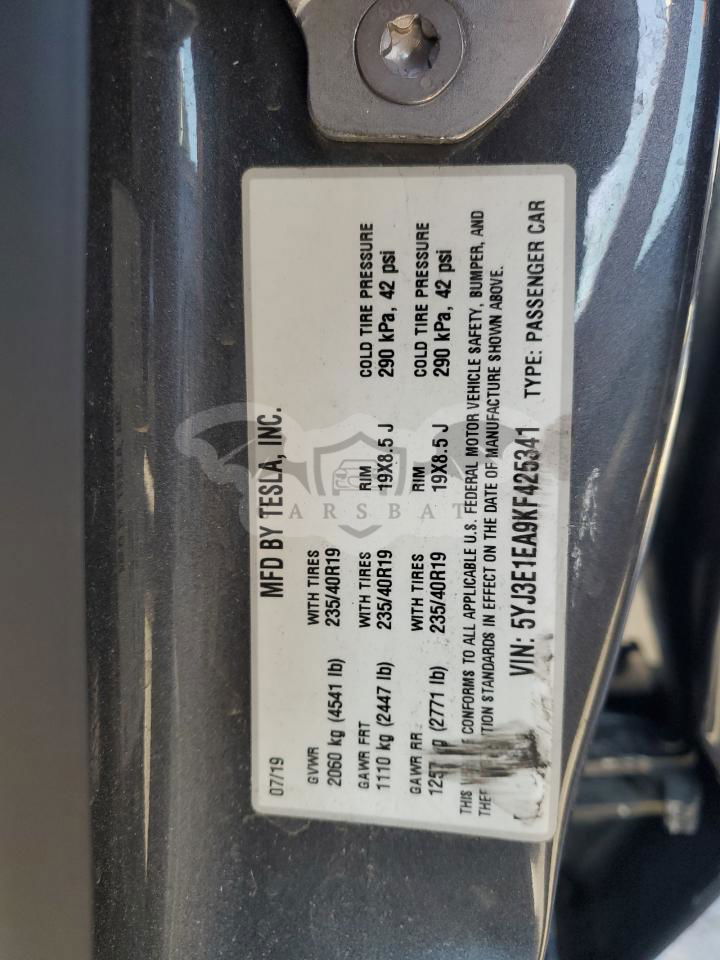 MFD BY TESLA, INC.
07/19
GVWR WITH TIRES
2060 kg (4541 lb) 235/40R19
GAWR FRT WITH TIRES RIM COLD TIRE PRESSURE
1110 kg (2447 lb) 235/40R19 19X8.5 J 290 kPa, 42 psi
GAWR RR WITH TIRES RIM COLD TIRE PRESSURE
(2771 lb) 235/40R19 19X8.5 J 290 kPa, 42 psi
THIS CONFORMS TO ALL APPLICABLE U.S. FEDERAL MOTOR VEHICLE SAFETY, BUMPER, AND
STANDARDS IN EFFECT ON THE DATE OF MANUFACTURE SHOWN ABOVE.
VIN: 5YJ3E1EA9KF425341 TYPE: PASSENGER CAR
CARSBAT